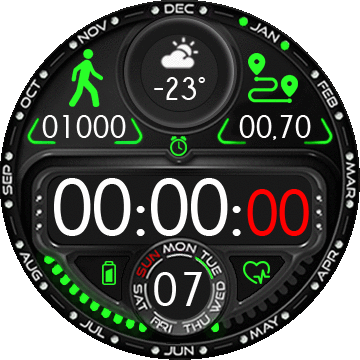 DEC
JAN
FEB
MAR
APR
MAY
JUN
JUL
AUG
SEP
OCT
NOV
-23°
01000
00,70
00:00:00
SUN MON TUE WED THU FRI SAT
07